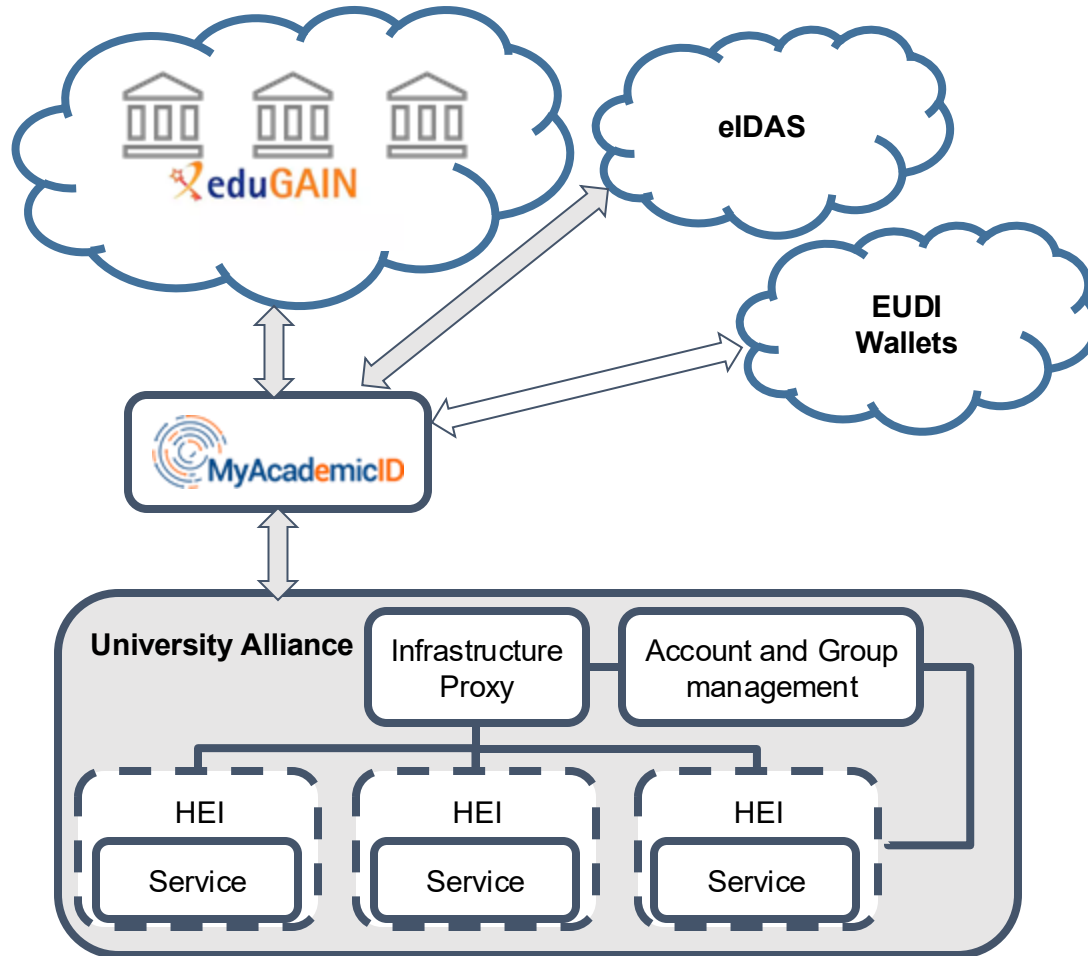 eduGAIN
eIDAS
EUDI
Wallets
MyAcademicID
University Alliance
Infrastructure
Proxy
Account and Group
management
HEI
HEI
HEI
Service
Service
Service